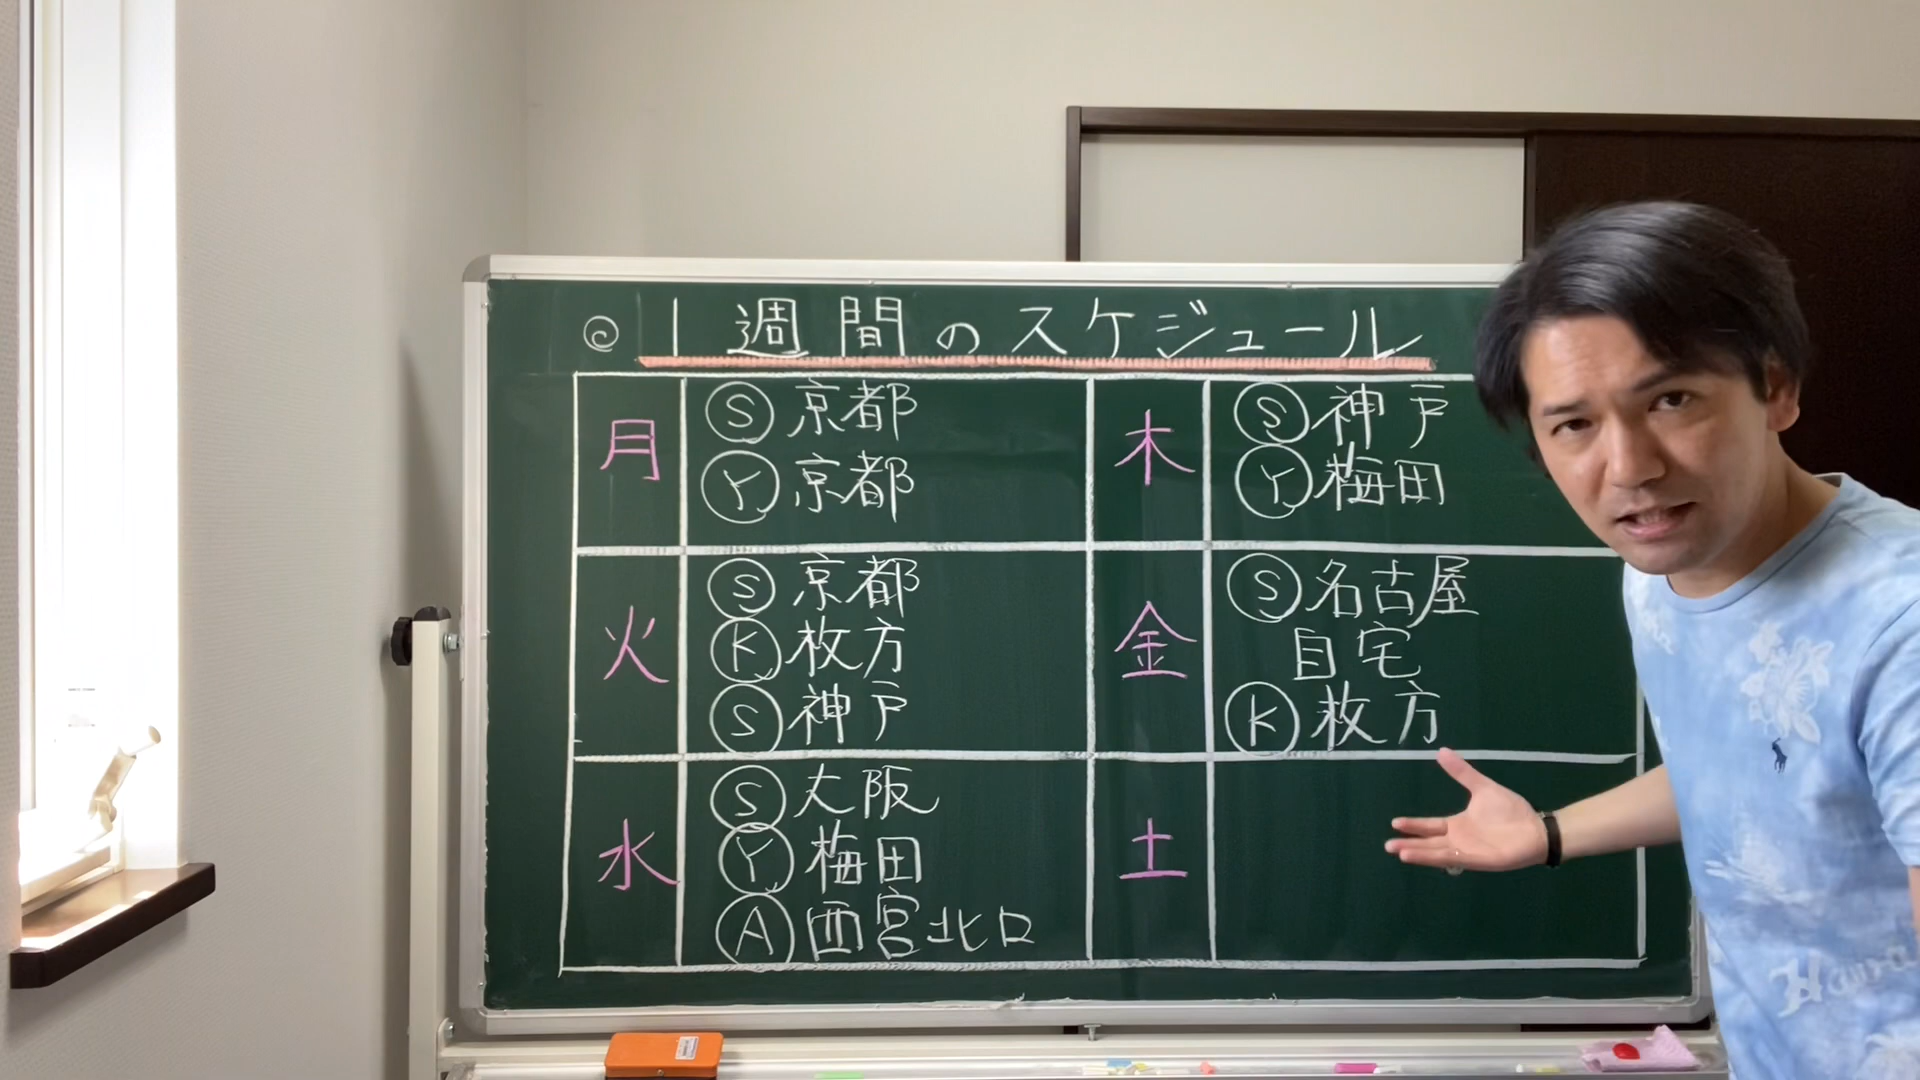 1週間のスケジュール
月
Ⓢ京都
Ⓨ京都
火
Ⓢ京都
Ⓚ枚方
Ⓢ神戸
水
Ⓢ大阪
Ⓨ梅田
Ⓐ西宮北口
木
Ⓢ神戸
Ⓨ梅田
金
Ⓢ名古屋
自宅
Ⓚ枚方
土